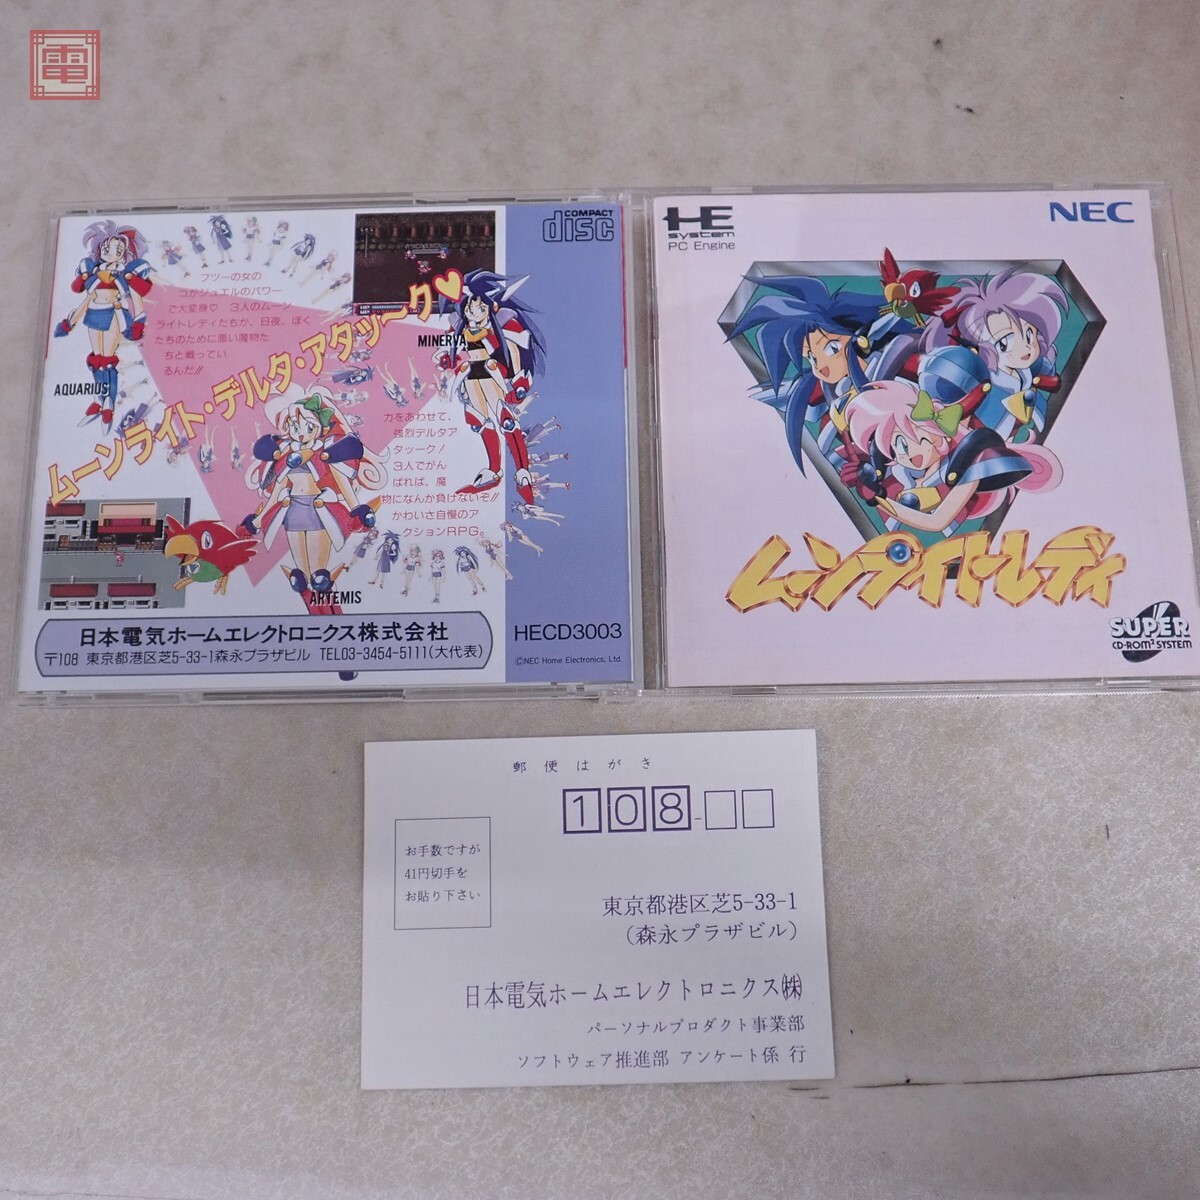 電
COMPACT
disc
フツーの女の
コがジュエルのパワー
で大変身♡ 3人のムーン
ライトレディたちが、日夜、ぼく
たちのために悪い魔物た
ちと戦ってい
るんだ!!
AQUARIUS
MINERVA
ムーンライト・デルタ・アタック♥
力をあわせて、
強烈デルタア
タッーク!
3人でがん
ばれば、魔
物になんか負けないぞ!!
かわいさ自慢のア
クションRPG。
ARTEMIS
日本電気ホームエレクトロニクス株式会社
〒108 東京都港区芝5-33-1森永プラザビル TEL03-3454-5111(大代表)
HECD3003
©NEC Home Electronics, Ltd.
HE
system
PC Engine
NEC
ムーンライトレディ
SUPER
CD-ROM² SYSTEM
郵便はがき
108-
お手数ですが
41円切手を
お貼り下さい
東京都港区芝5-33-1
(森永プラザビル)
日本電気ホームエレクトロニクス㈱
パーソナルプロダクト事業部
ソフトウェア推進部 アンケート係 行